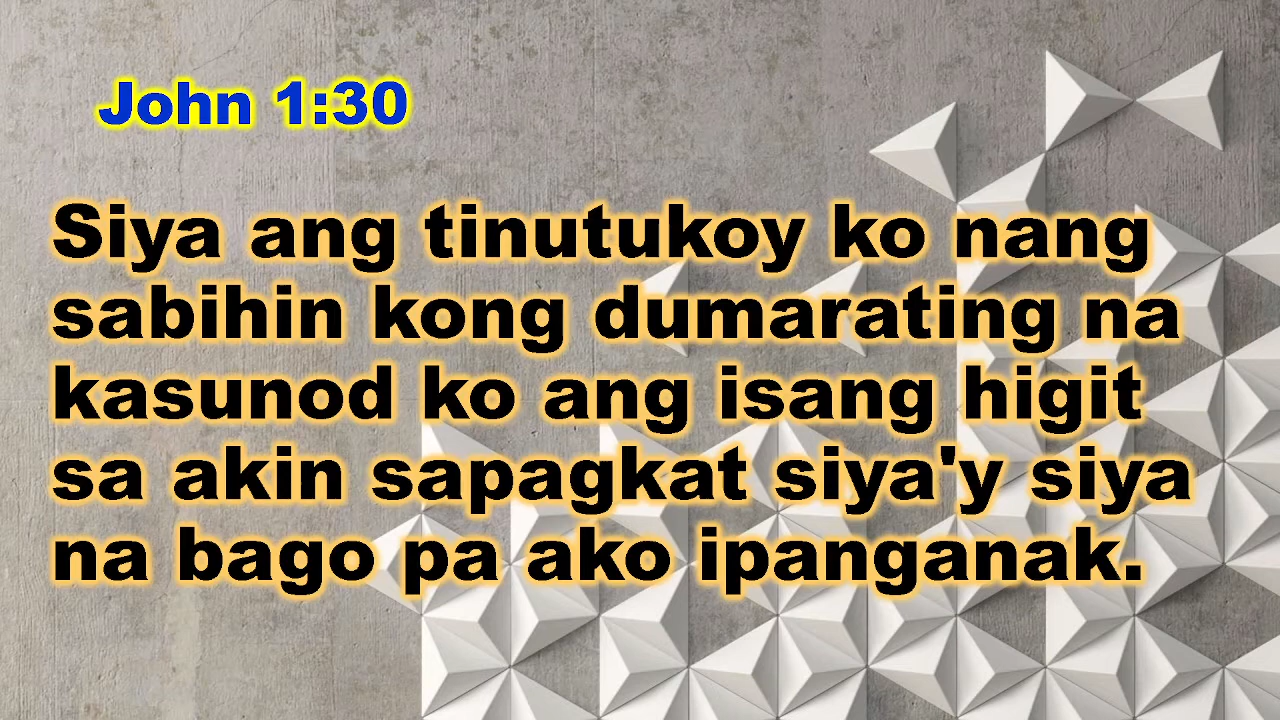 John 1:30
Siya ang tinutukoy ko nang
sabihin kong dumarating na
kasunod ko ang isang higit
sa akin sapagkat siya'y siya
na bago pa ako ipanganak.